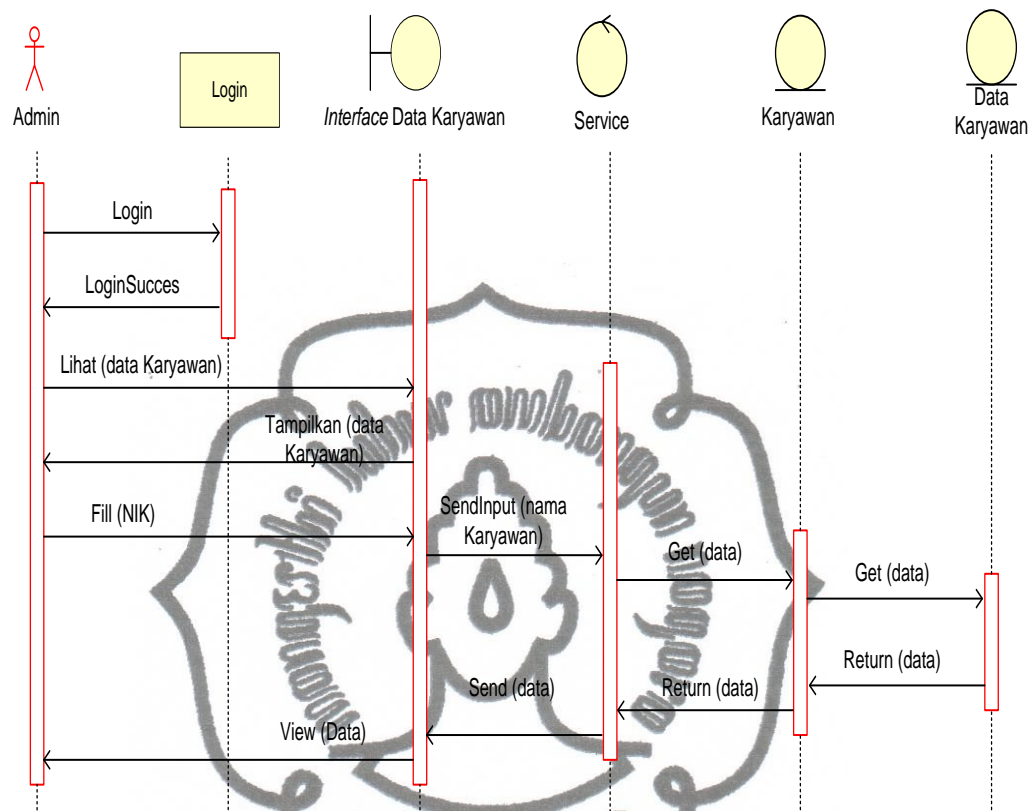 Admin
Login
Interface Data Karyawan
Service
Karyawan
Data
Karyawan
Login
LoginSucces
Lihat (data Karyawan)
Tampilkan (data
Karyawan)
Fill (NIK)
SendInput (nama
Karyawan)
Get (data)
Get (data)
Return (data)
Return (data)
Send (data)
View (Data)